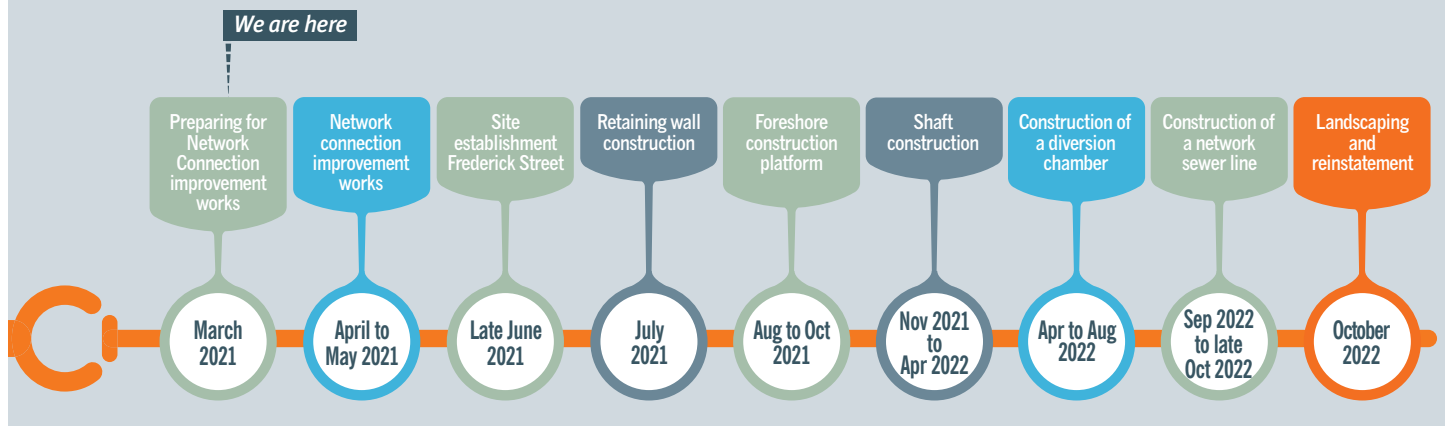 We are here
Preparing for
Network
Connection
improvement
works
Network
connection
improvement
works
Site
establishment
Frederick Street
Retaining wall
construction
Foreshore
construction
platform
Shaft
construction
Construction of
a diversion
chamber
Construction of
a network
sewer line
Landscaping
and
reinstatement
March
2021
April to
May 2021
Late June
2021
July
2021
Aug to Oct
2021
Nov 2021
to
Apr 2022
Apr to Aug
2022
Sep 2022
to late
Oct 2022
October
2022